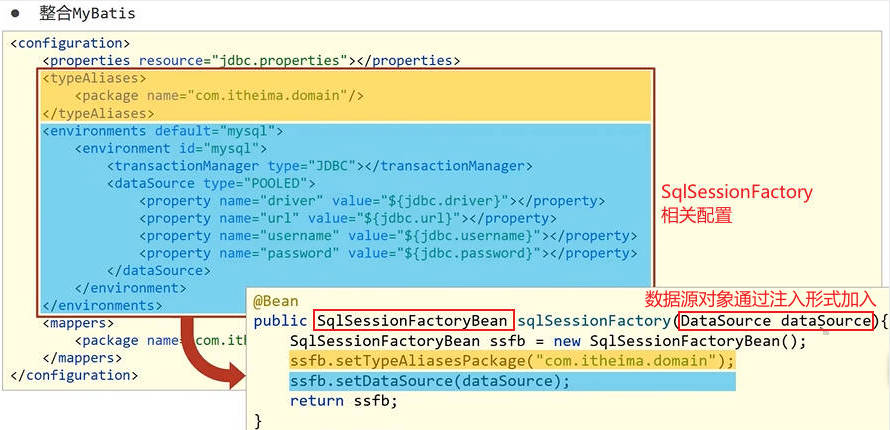 ● 整合MyBatis
<configuration>
<properties resource="jdbc.properties"></properties>
<typeAliases>
<package name="com.itheima.domain"/>
</typeAliases>
<environments default="mysql">
<environment id="mysql">
<transactionManager type="JDBC"></transactionManager>
<dataSource type="POOLED">
<property name="driver" value="${jdbc.driver}"></property>
<property name="url" value="${jdbc.url}"></property>
<property name="username" value="${jdbc.username}"></property>
<property name="password" value="${jdbc.password}"></property>
</dataSource>
</environment>
</environments>
<mappers>
<package name="com.ith
</mappers>
</configuration>
SqlSessionFactory
相关配置
数据源对象通过注入形式加入
@Bean
public SqlSessionFactoryBean sqlSessionFactory(DataSource dataSource){
SqlSessionFactoryBean ssfb = new SqlSessionFactoryBean();
ssfb.setTypeAliasesPackage("com.itheima.domain");
ssfb.setDataSource(dataSource);
return ssfb;
}